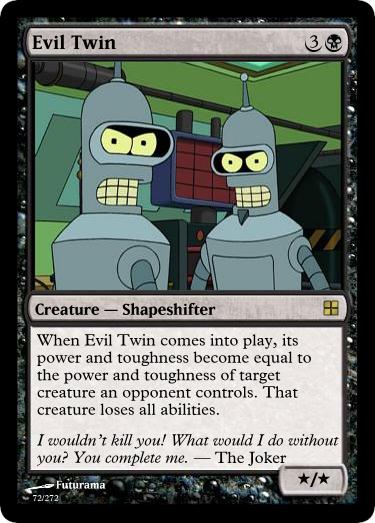 Evil Twin 3
Creature — Shapeshifter
When Evil Twin comes into play, its
power and toughness become equal to
the power and toughness of target
creature an opponent controls. That
creature loses all abilities.
I wouldn't kill you! What would I do without
you? You complete me. — The Joker
★/★
Futurama
72/272